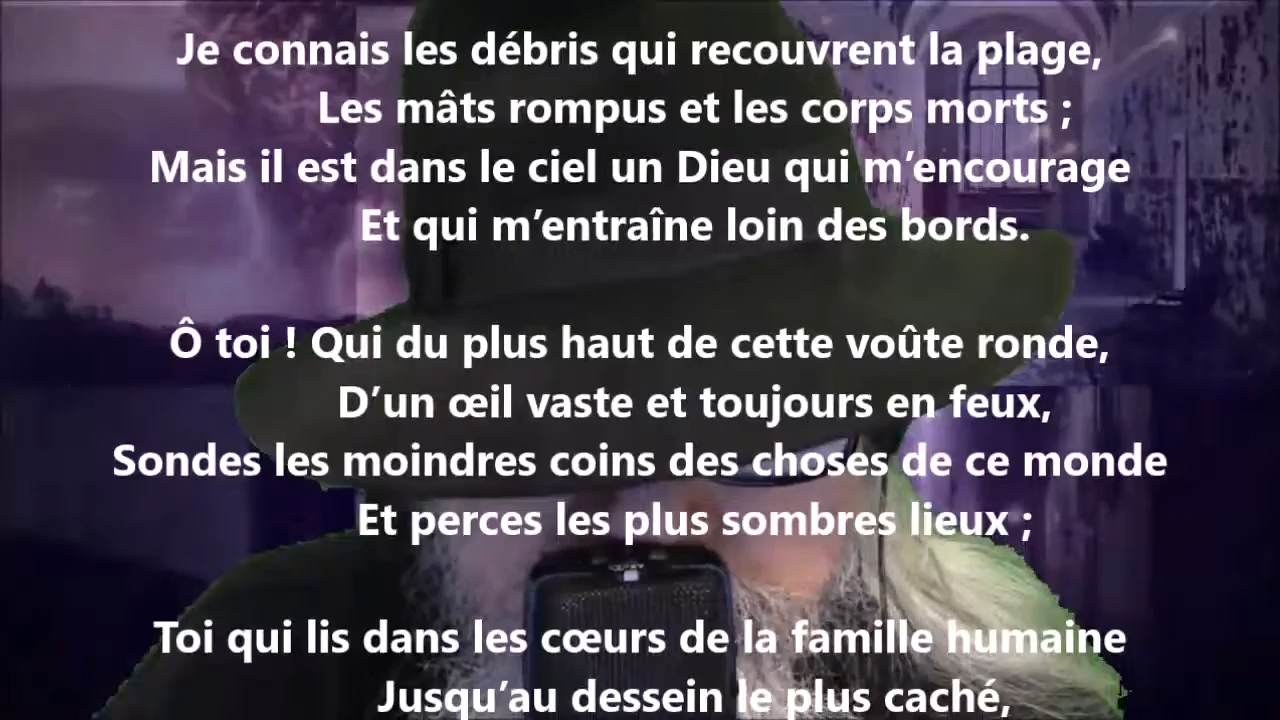 Je connais les débris qui recouvrent la plage,
Les mâts rompus et les corps morts ;
Mais il est dans le ciel un Dieu qui m’encourage
Et qui m’entraîne loin des bords.
Ô toi ! Qui du plus haut de cette voûte ronde,
D’un œil vaste et toujours en feux,
Sondes les moindres coins des choses de ce monde
Et perces les plus sombres lieux ;
Toi qui lis dans les cœurs de la famille humaine
Jusqu’au dessein le plus caché,